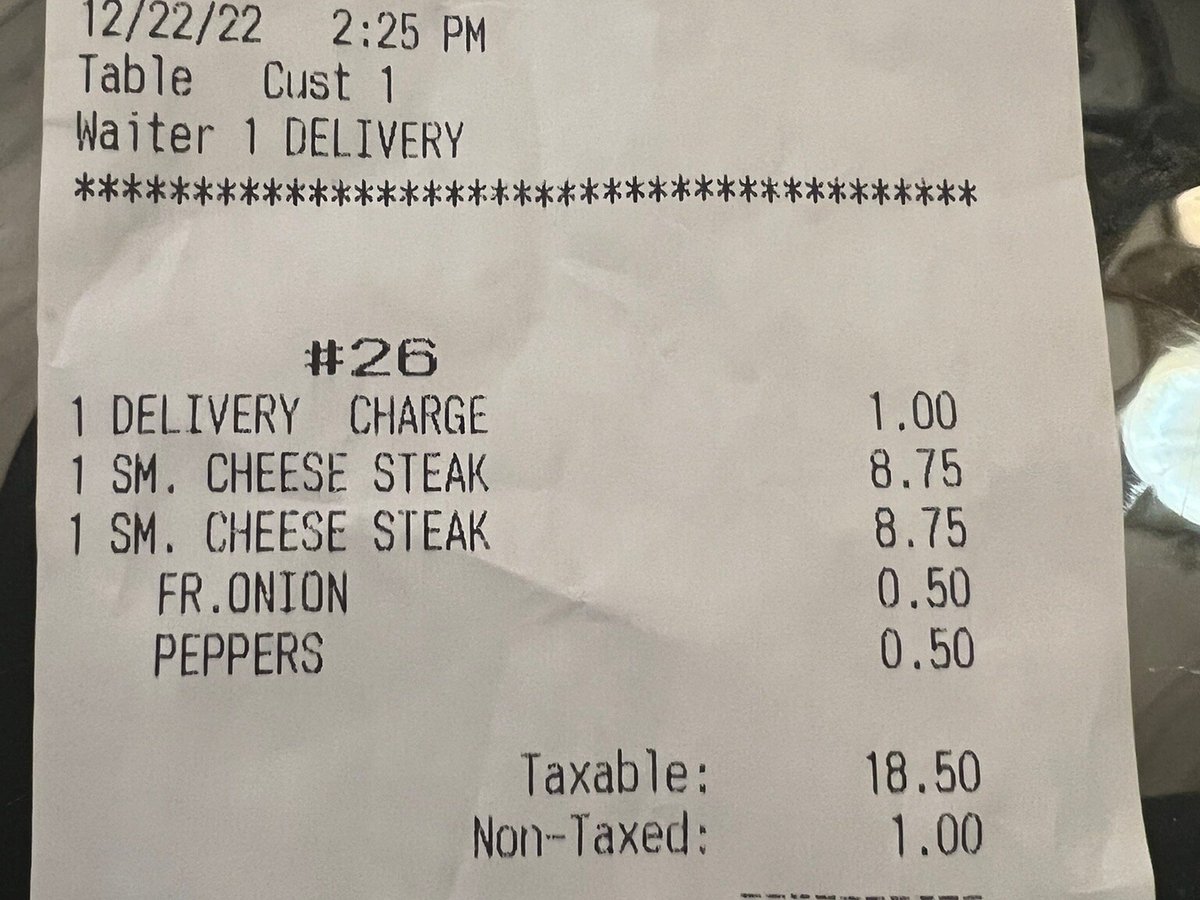 12/22/22 2:25 PM
Table Cust 1
Waiter 1 DELIVERY
***************************************
#26
1 DELIVERY CHARGE 1.00
1 SM. CHEESE STEAK 8.75
1 SM. CHEESE STEAK 8.75
FR.ONION 0.50
PEPPERS 0.50
Taxable: 18.50
Non-Taxed: 1.00